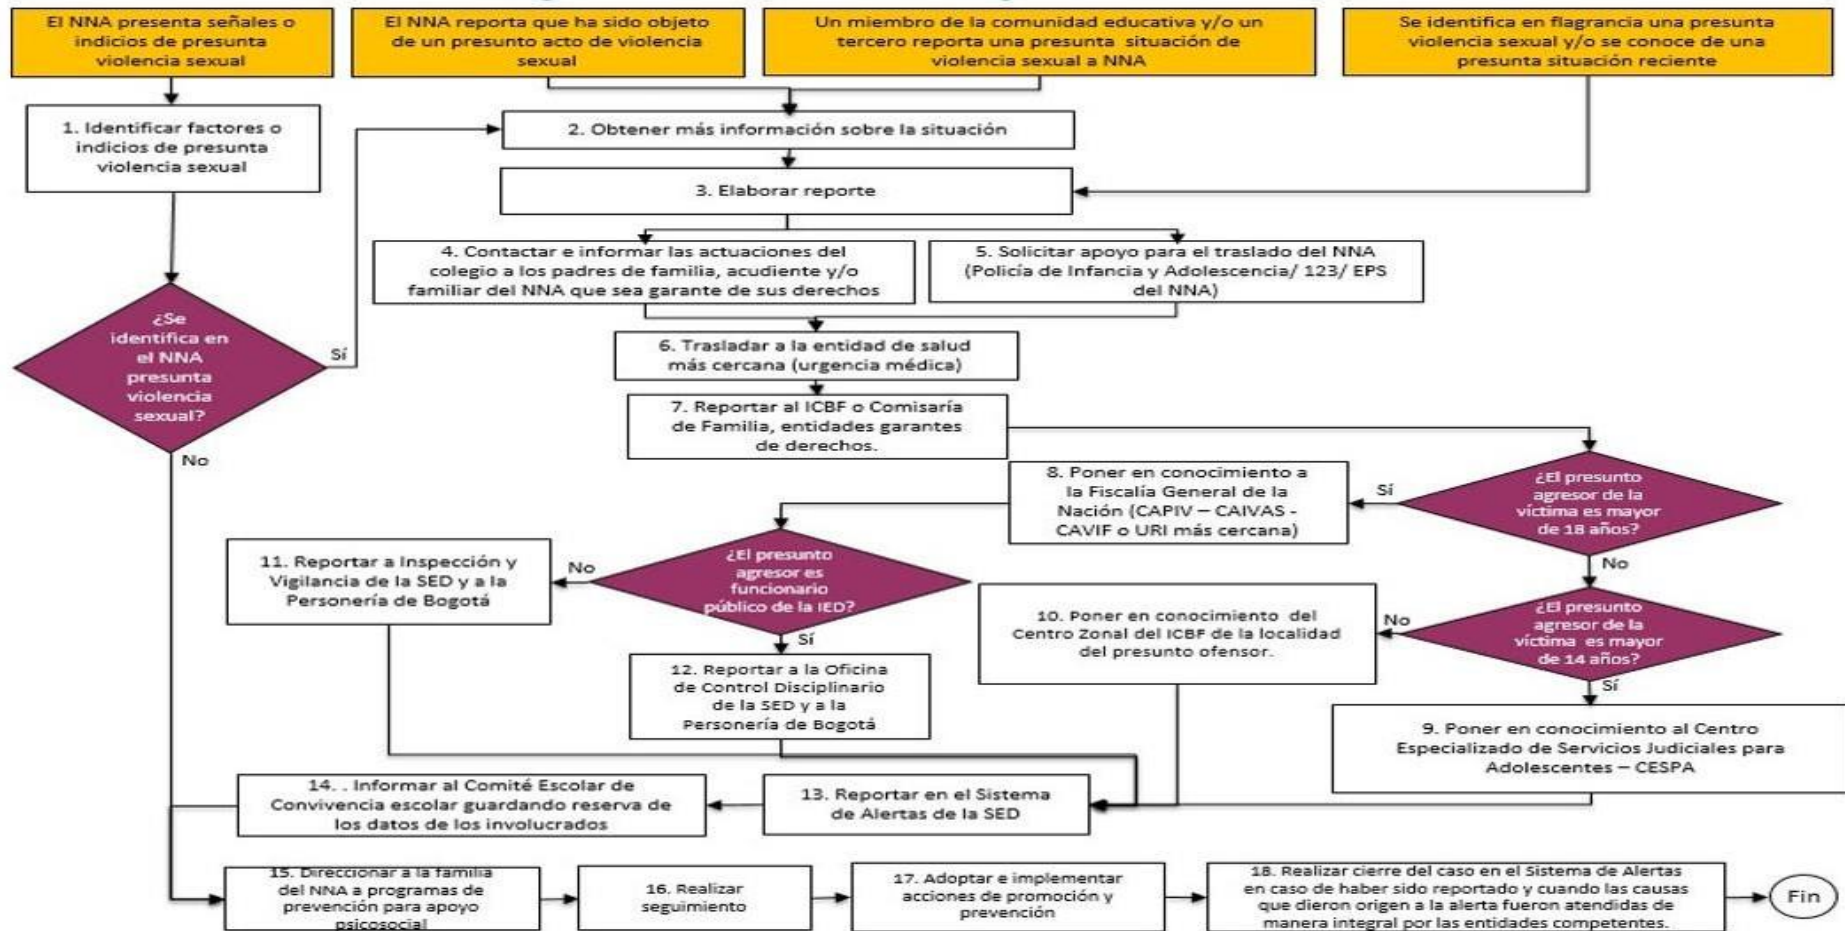 El NNA presenta señales o
indicios de presunta
violencia sexual
El NNA reporta que ha sido objeto
de un presunto acto de violencia
sexual
Un miembro de la comunidad educativa y/o un
tercero reporta una presunta situación de
violencia sexual a NNA
Se identifica en flagrancia una presunta
violencia sexual y/o se conoce de una
presunta situación reciente
1. Identificar factores o
indicios de presunta
violencia sexual
2. Obtener más información sobre la situación
3. Elaborar reporte
4. Contactar e informar las actuaciones del
colegio a los padres de familia, acudiente y/o
familiar del NNA que sea garante de sus derechos
5. Solicitar apoyo para el traslado del NNA
(Policía de Infancia y Adolescencia/ 123/ EPS
del NNA)
¿Se
identifica en
el NNA
presunta
violencia
sexual?
Sí
No
6. Trasladar a la entidad de salud
más cercana (urgencia médica)
7. Reportar al ICBF o Comisaría
de Familia, entidades garantes
de derechos.
8. Poner en conocimiento a
la Fiscalía General de la
Nación (CAPIV – CAIVAS -
CAVIF o URI más cercana)
Sí
¿El presunto
agresor de la
víctima es mayor
de 18 años?
No
11. Reportar a Inspección y
Vigilancia de la SED y a la
Personería de Bogotá
No
¿El presunto
agresor es
funcionario
público de la IED?
Sí
10. Poner en conocimiento del
Centro Zonal del ICBF de la localidad
del presunto ofensor.
No
¿El presunto
agresor de la
víctima es mayor
de 14 años?
Sí
12. Reportar a la Oficina
de Control Disciplinario
de la SED y a la
Personería de Bogotá
9. Poner en conocimiento al Centro
Especializado de Servicios Judiciales para
Adolescentes – CESPA
14. . Informar al Comité Escolar de
Convivencia escolar guardando reserva de
los datos de los involucrados
13. Reportar en el Sistema
de Alertas de la SED
15. Direccionar a la familia
del NNA a programas de
prevención para apoyo
psicosocial
16. Realizar
seguimiento
17. Adoptar e implementar
acciones de promoción y
prevención
18. Realizar cierre del caso en el Sistema de Alertas
en caso de haber sido reportado y cuando las causas
que dieron origen a la alerta fueron atendidas de
manera integral por las entidades competentes.
Fin